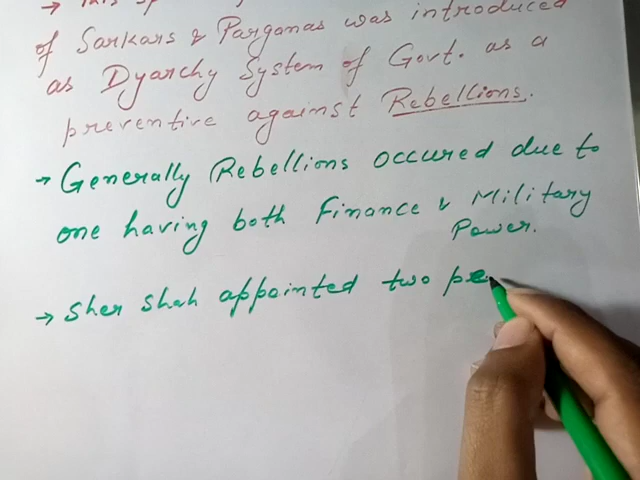 → This
of Sarkars & Parganas was introduced
as Dyarchy System of Govt. as a
preventive against Rebellions.
→ Generally Rebellions occured due to
one having both Finance & Military
Power.
→ Sher Shah appointed two pe